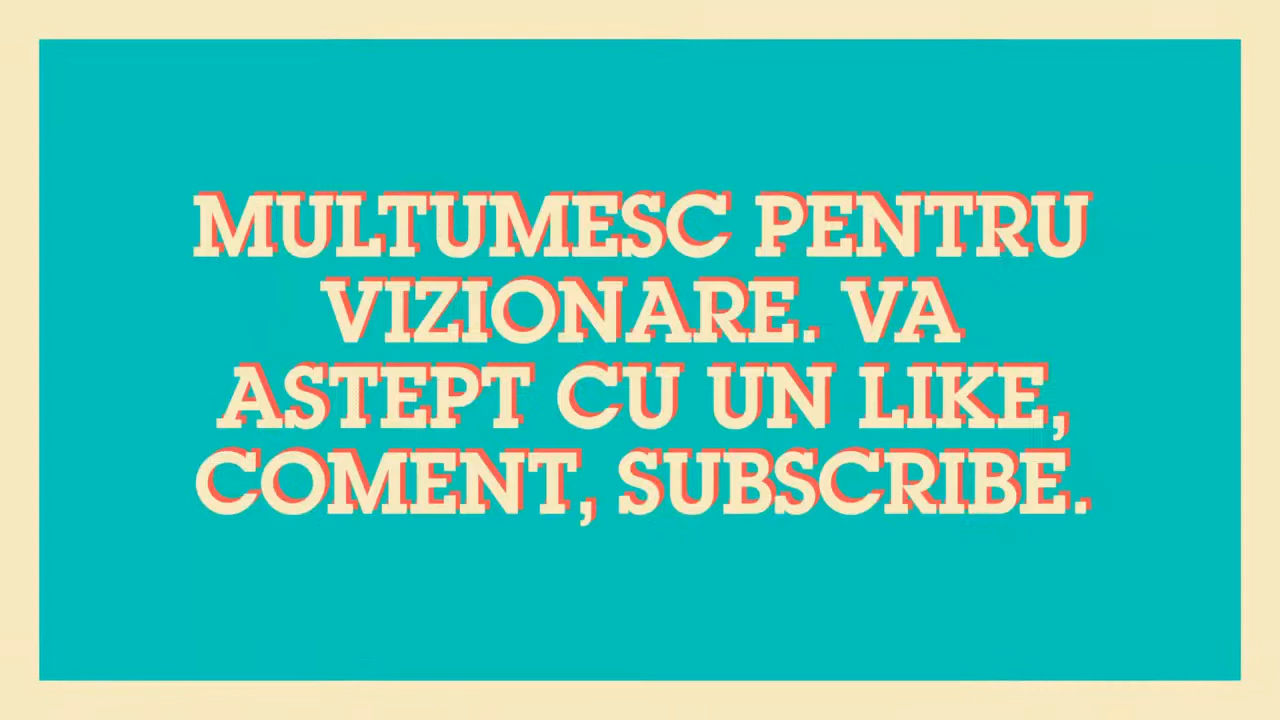 MULTUMESC PENTRU
VIZIONARE. VA
ASTEPT CU UN LIKE,
COMENT, SUBSCRIBE.